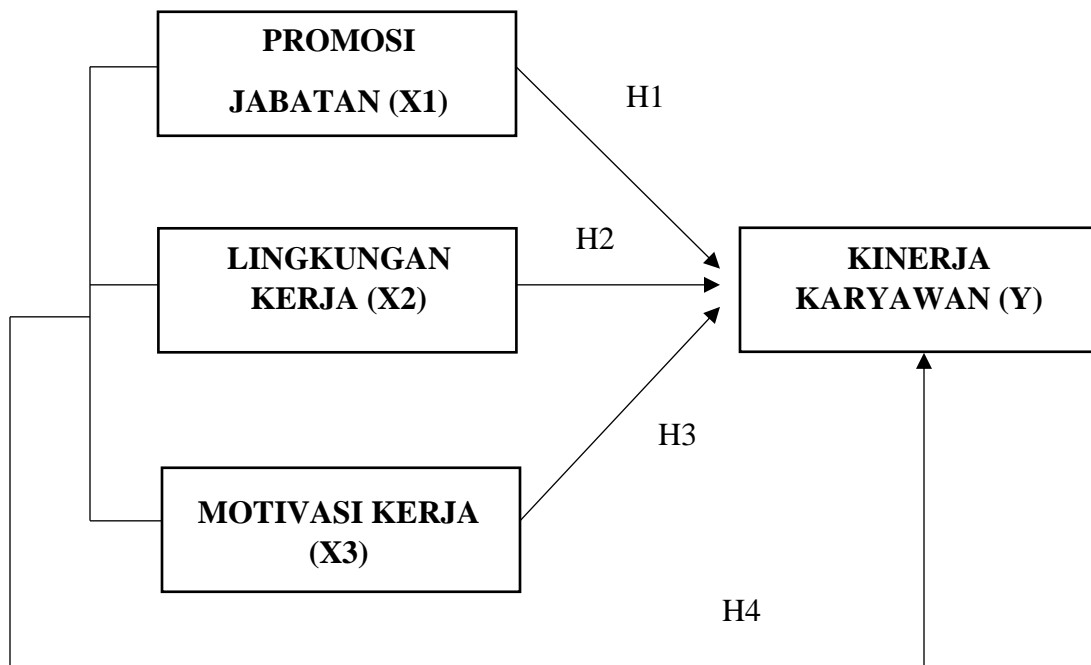 PROMOSI
JABATAN (X1)
H1
LINGKUNGAN
KERJA (X2)
H2
KINERJA
KARYAWAN (Y)
H3
MOTIVASI KERJA
(X3)
H4